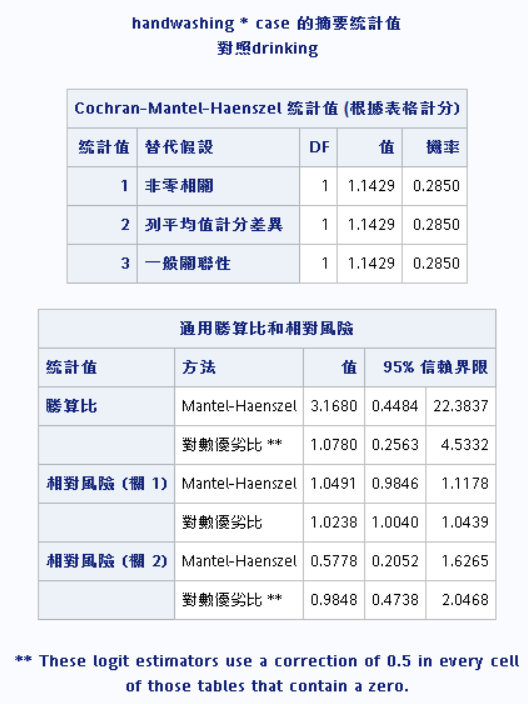 handwashing * case 的摘要統計值
對照drinking
Cochran-Mantel-Haenszel 統計值 (根據表格計分)
統計值 替代假設 DF 值 機率
1 非零相關 1 1.1429 0.2850
2 列平均值計分差異 1 1.1429 0.2850
3 一般關聯性 1 1.1429 0.2850
通用勝算比和相對風險
統計值 方法 值 95% 信賴界限
勝算比 Mantel-Haenszel 3.1680 0.4484 22.3837
對數優劣比 ** 1.0780 0.2563 4.5332
相對風險 (欄 1) Mantel-Haenszel 1.0491 0.9846 1.1178
對數優劣比 1.0238 1.0040 1.0439
相對風險 (欄 2) Mantel-Haenszel 0.5778 0.2052 1.6265
對數優劣比 ** 0.9848 0.4738 2.0468
** These logit estimators use a correction of 0.5 in every cell
of those tables that contain a zero.